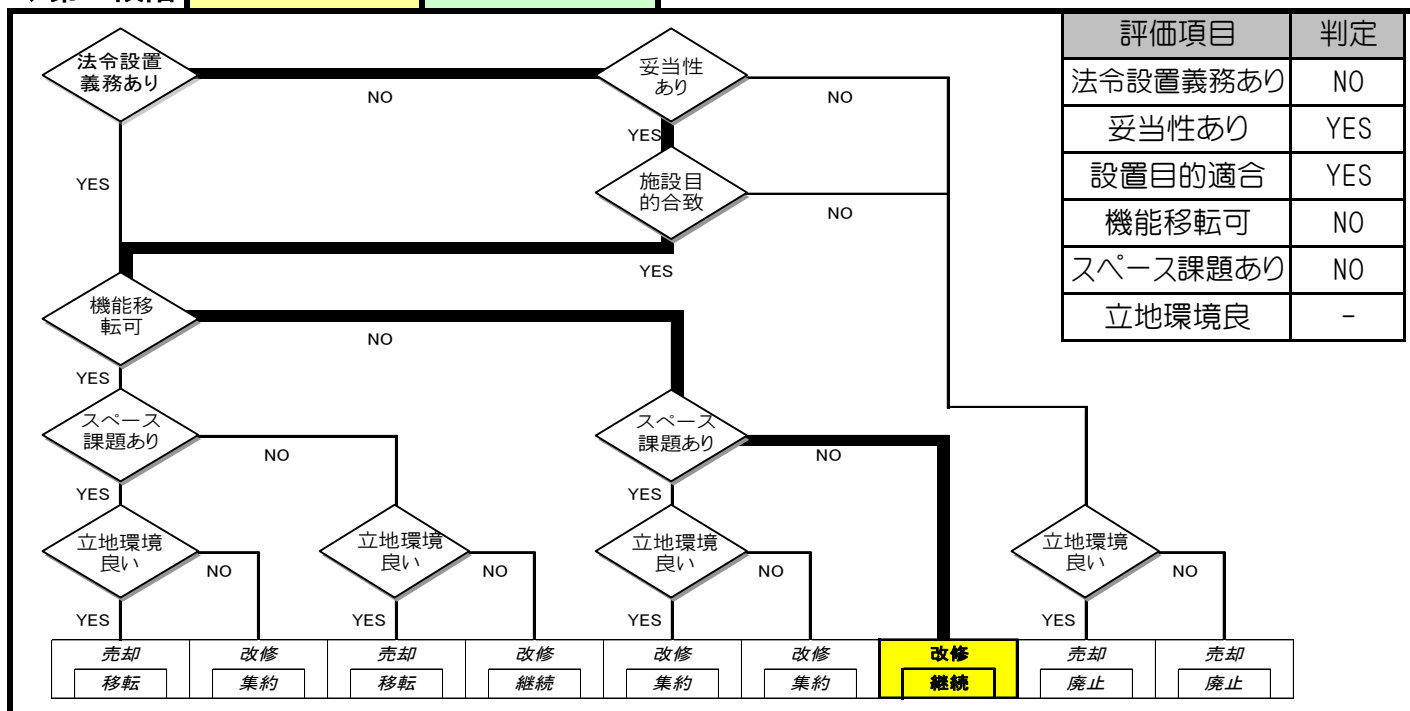 法令設置
義務あり
NO
妥当性
あり
NO
YES
YES
施設目
的合致
NO
YES
機能移
転可
NO
YES
スペース
課題あり
NO
スペース
課題あり
NO
YES
YES
立地環境
良い
NO
立地環境
良い
NO
立地環境
良い
NO
立地環境
良い
NO
YES
YES
YES
YES
売却 改修 売却 改修 改修 改修 改修 売却 売却
移転 集約 移転 継続 集約 集約 継続 廃止 廃止
評価項目 判定
法令設置義務あり NO
妥当性あり YES
設置目的適合 YES
機能移転可 NO
スペース課題あり NO
立地環境良 -